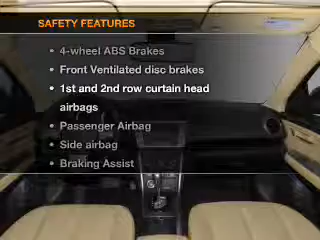 SAFETY FEATURES
• 4-wheel ABS Brakes
• Front Ventilated disc brakes
• 1st and 2nd row curtain head
airbags
• Passenger Airbag
• Side airbag
• Braking Assist